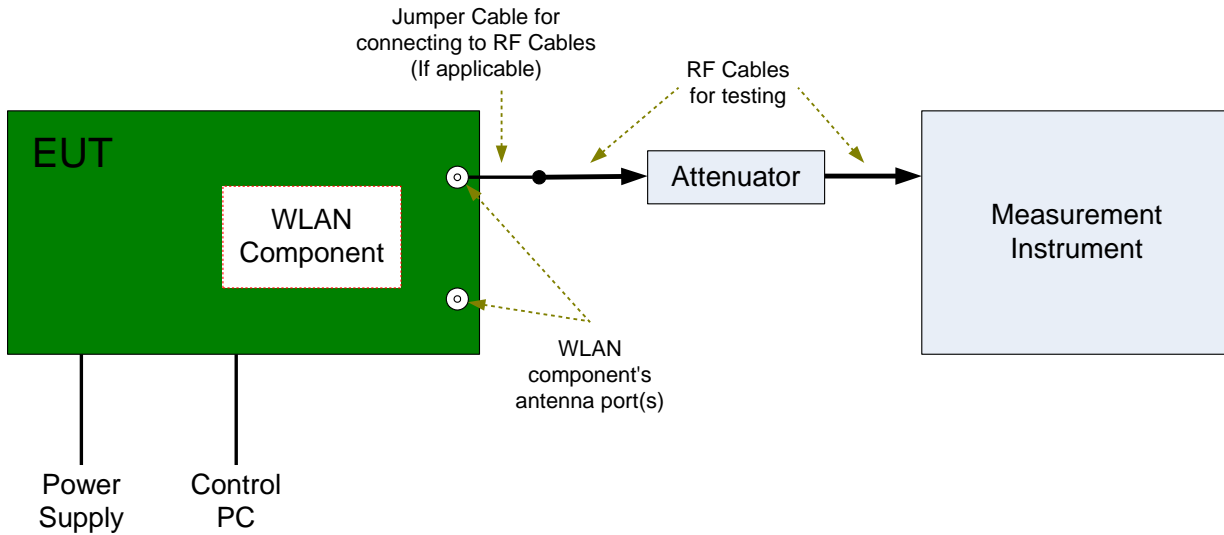 Jumper Cable for
connecting to RF Cables
(If applicable)
RF Cables
for testing
EUT
WLAN
Component
Attenuator
Measurement
Instrument
WLAN
component's
antenna port(s)
Power
Supply
Control
PC